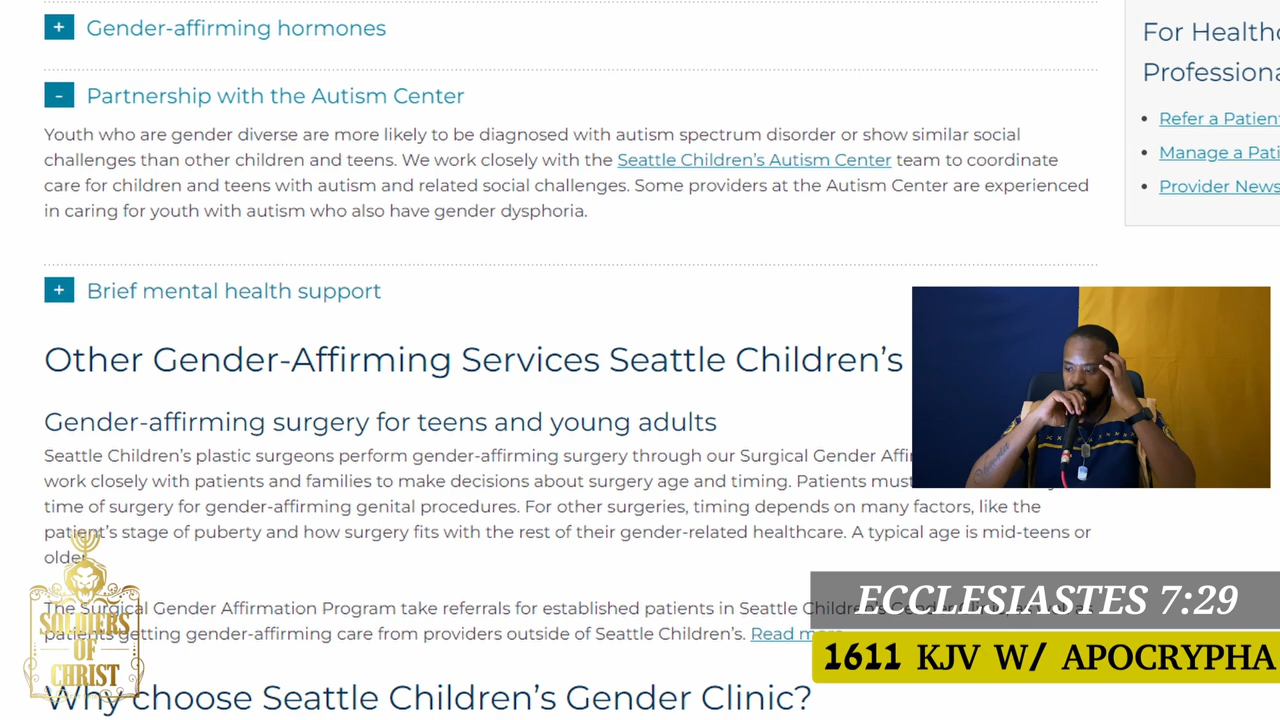 + Gender-affirming hormones
- Partnership with the Autism Center
Youth who are gender diverse are more likely to be diagnosed with autism spectrum disorder or show similar social
challenges than other children and teens. We work closely with the Seattle Children's Autism Center team to coordinate
care for children and teens with autism and related social challenges. Some providers at the Autism Center are experienced
in caring for youth with autism who also have gender dysphoria.
+ Brief mental health support
Other Gender-Affirming Services Seattle Children's
Gender-affirming surgery for teens and young adults
Seattle Children's plastic surgeons perform gender-affirming surgery through our Surgical Gender
work closely with patients and families to make decisions about surgery age and timing. Patients must
time of surgery for gender-affirming genital procedures. For other surgeries, timing depends on many factors, like the
patient's stage of puberty and how surgery fits with the rest of their gender-related healthcare. A typical age is mid-teens or
older.
The Surgical Gender Affirmation Program take referrals for established patients in Seattle Children's Gender Clinic, as well as
patients getting gender-affirming care from providers outside of Seattle Children's. Read more
Why choose Seattle Children's Gender Clinic?
For
Refer a
Manage a
Provider
ECCLESIASTES 7:29
1611 KJV W/ APOCRYPHA
SOLDIERS
OF
CHRIST